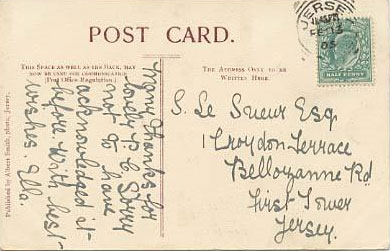 POST CARD.
THIS SPACE AS WELL AS THE BACK, MAY
NOW BE USED FOR COMMUNICATION
(Post Office Regulation.)
THE ADDRESS ONLY TO BE
WRITTEN HERE.
JERSEY
FE 13
05
HALF PENNY
Many thanks for
lovely P.C. Sorry
not to have
acknowledged it
before with best
wishes. Ella.
S. Le Sueur Esq.
1 Croydon Terrace
Bellozanne Rd
First Tower
Jersey.
Published by Albert Smith, photo, Jersey.